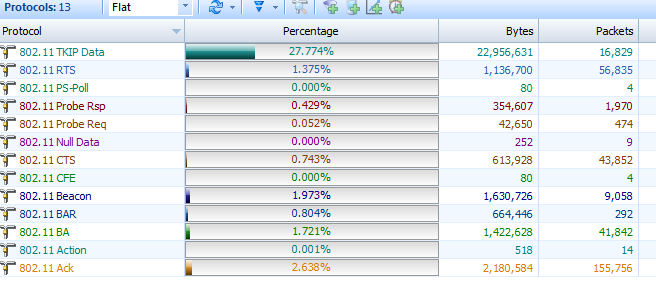 Protocols: 13 Flat
Protocol Percentage Bytes Packets
802.11 TKIP Data 27.774% 22,956,631 16,829
802.11 RTS 1.375% 1,136,700 56,835
802.11 PS-Poll 0.000% 80 4
802.11 Probe Rsp 0.429% 354,607 1,970
802.11 Probe Req 0.052% 42,650 474
802.11 Null Data 0.000% 252 9
802.11 CTS 0.743% 613,928 43,852
802.11 CFE 0.000% 80 4
802.11 Beacon 1.973% 1,630,726 9,058
802.11 BAR 0.804% 664,446 292
802.11 BA 1.721% 1,422,628 41,842
802.11 Action 0.001% 518 14
802.11 Ack 2.638% 2,180,584 155,756